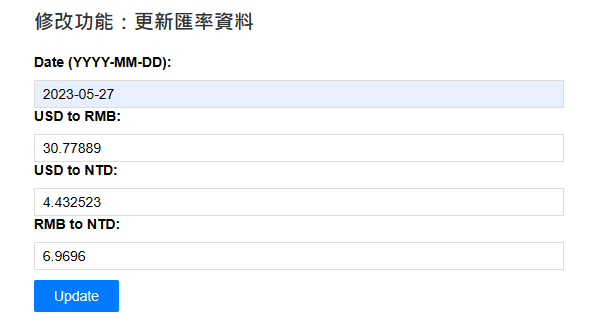 修改功能：更新匯率資料
Date (YYYY-MM-DD):
2023-05-27
USD to RMB:
30.77889
USD to NTD:
4.432523
RMB to NTD:
6.9696
Update